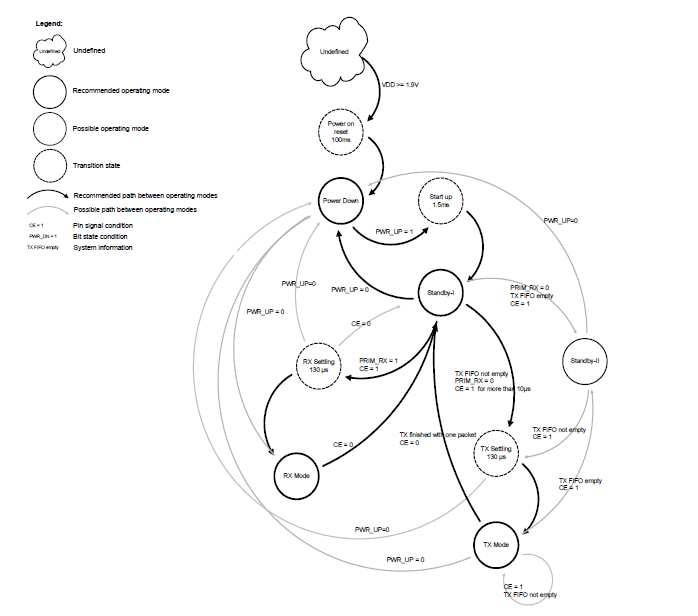 Legend:
Undefined
Undefined
Recommended operating mode
Possible operating mode
Transition state
Recommended path between operating modes
Possible path between operating modes
CE = 1
Pin signal condition
PWR_DN = 1
Bit state condition
TX FIFO empty
System information
Undefined
VDD >= 1.9V
Power on
reset
100ms
Power Down
Start up
1.5ms
PWR_UP = 1
PWR_UP=0
PWR_UP=0
PWR_UP = 0
Standby-I
PRIM_RX = 0
TX FIFO empty
CE = 1
PWR_UP = 0
CE = 0
Standby-II
RX Settling
130 µs
PRIM_RX = 1
CE = 1
TX FIFO not empty
PRIM_RX = 0
CE = 1 for more than 10µs
TX FIFO not empty
CE = 1
CE = 0
TX finished with one packet
CE = 0
TX Settling
130 µs
RX Mode
TX FIFO empty
CE = 1
PWR_UP=0
TX Mode
PWR_UP = 0
CE = 1
TX FIFO not empty